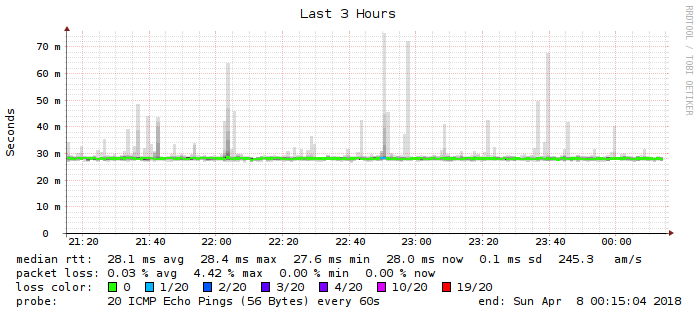 Last 3 Hours
RRDTOOL / TOBI OETIKER
Seconds
70 m
60 m
50 m
40 m
30 m
20 m
10 m
0
21:20 21:40 22:00 22:20 22:40 23:00 23:20 23:40 00:00
median rtt: 28.1 ms avg 28.4 ms max 27.6 ms min 28.0 ms now 0.1 ms sd 245.3 am/s
packet loss: 0.03 % avg 4.42 % max 0.00 % min 0.00 % now
loss color: 0 1/20 2/20 3/20 4/20 10/20 19/20
probe: 20 ICMP Echo Pings (56 Bytes) every 60s end: Sun Apr 8 00:15:04 2018